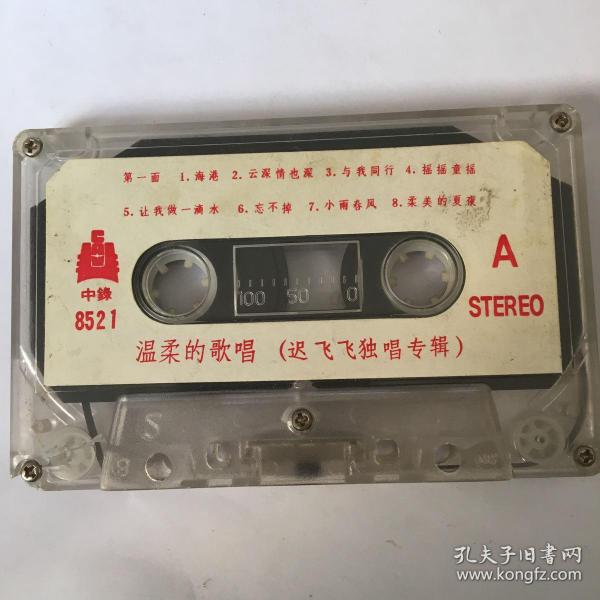 第一面 1.海港 2.云深情也深 3.与我同行 4.摇摇童摇
5.让我做一滴水 6.忘不掉 7.小雨春风 8.柔美的夏夜
A
中錄
8521
100 50 0
STEREO
温柔的歌唱 (迟飞飞独唱专辑)
S
8
孔夫子旧書网
www.kongfz.com